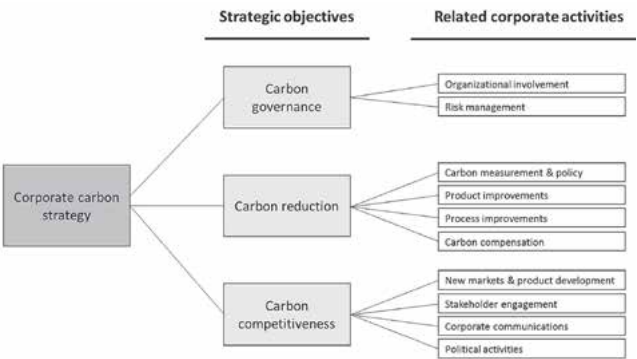 Strategic objectives
Related corporate activities
Corporate carbon
strategy
Carbon
governance
Organizational involvement
Risk management
Carbon reduction
Carbon measurement & policy
Product improvements
Process improvements
Carbon compensation
Carbon
competitiveness
New markets & product development
Stakeholder engagement
Corporate communications
Political activities